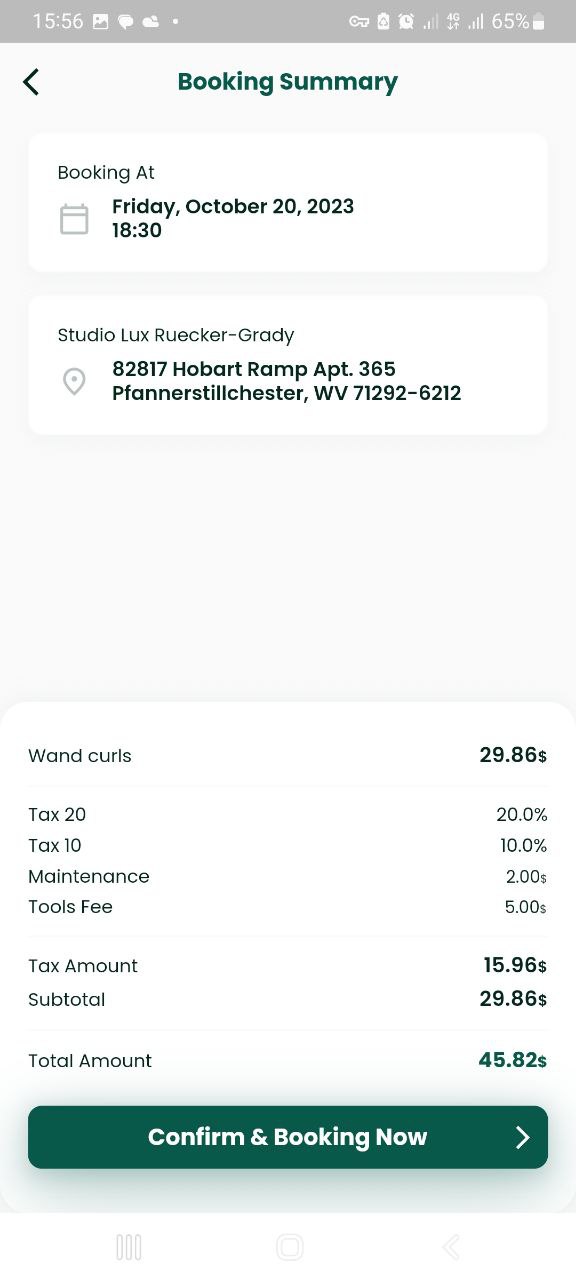 15:56
4G
65%
Booking Summary
Booking At
Friday, October 20, 2023
18:30
Studio Lux Ruecker-Grady
82817 Hobart Ramp Apt. 365
Pfannerstillchester, WV 71292-6212
Wand curls 29.86$
Tax 20 20.0%
Tax 10 10.0%
Maintenance 2.00$
Tools Fee 5.00$
Tax Amount 15.96$
Subtotal 29.86$
Total Amount 45.82$
Confirm & Booking Now